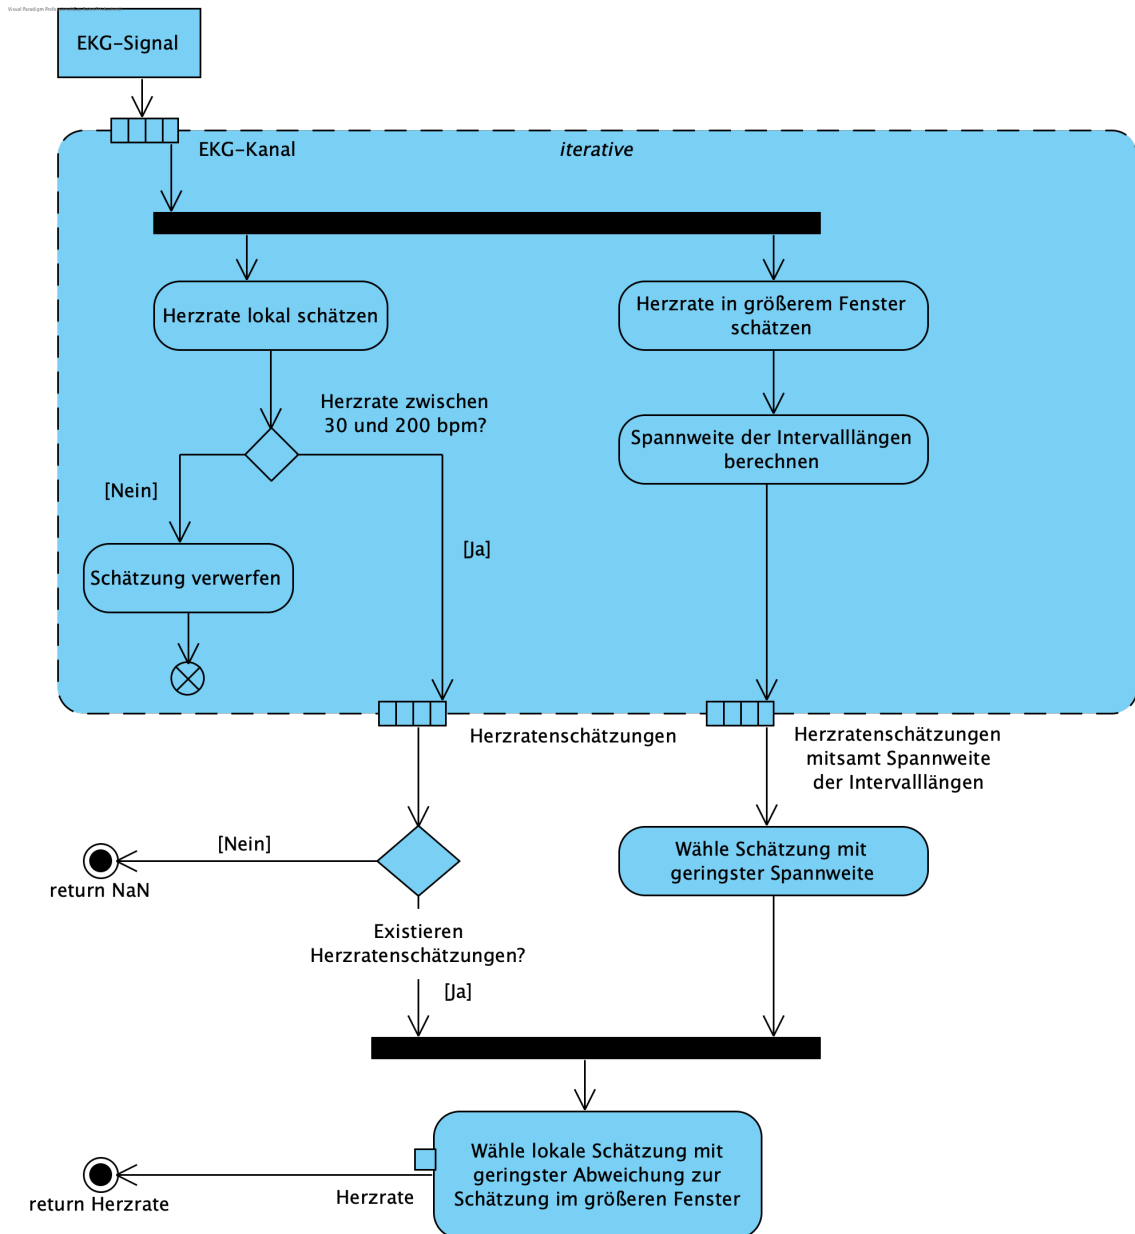 Visual Paradigm
EKG–Signal
EKG–Kanal
iterative
Herzrate lokal schätzen
Herzrate in größerem Fenster
schätzen
Herzrate zwischen
30 und 200 bpm?
Spannweite der Intervalllängen
berechnen
[Nein]
[Ja]
Schätzung verwerfen
Herzratenschätzungen
Herzratenschätzungen
mitsamt Spannweite
der Intervalllängen
[Nein]
return NaN
Wähle Schätzung mit
geringster Spannweite
Existieren
Herzratenschätzungen?
[Ja]
Wähle lokale Schätzung mit
geringster Abweichung zur
Schätzung im größeren Fenster
Herzrate
return Herzrate